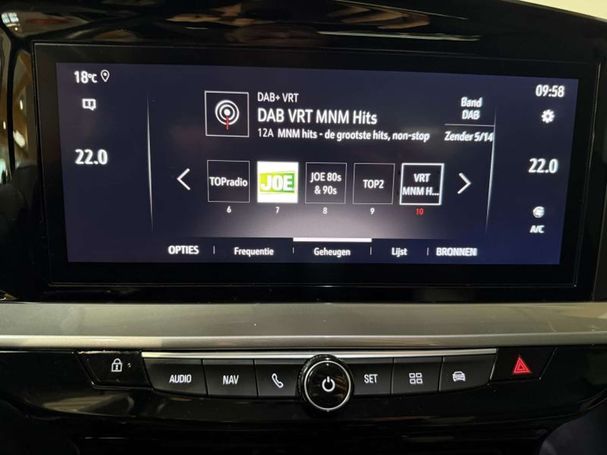 18°C
09:58
DAB+ VRT
DAB VRT MNM Hits
12A MNM hits - de grootste hits, non-stop
Band
DAB
Zender 5/14
22.0
22.0
TOPradio
JOE
JOE 80s
& 90s
TOP2
VRT
MNM H...
6
7
8
9
10
A/C
OPTIES
Frequentie
Geheugen
Lijst
BRONNEN
AUDIO
NAV
SET